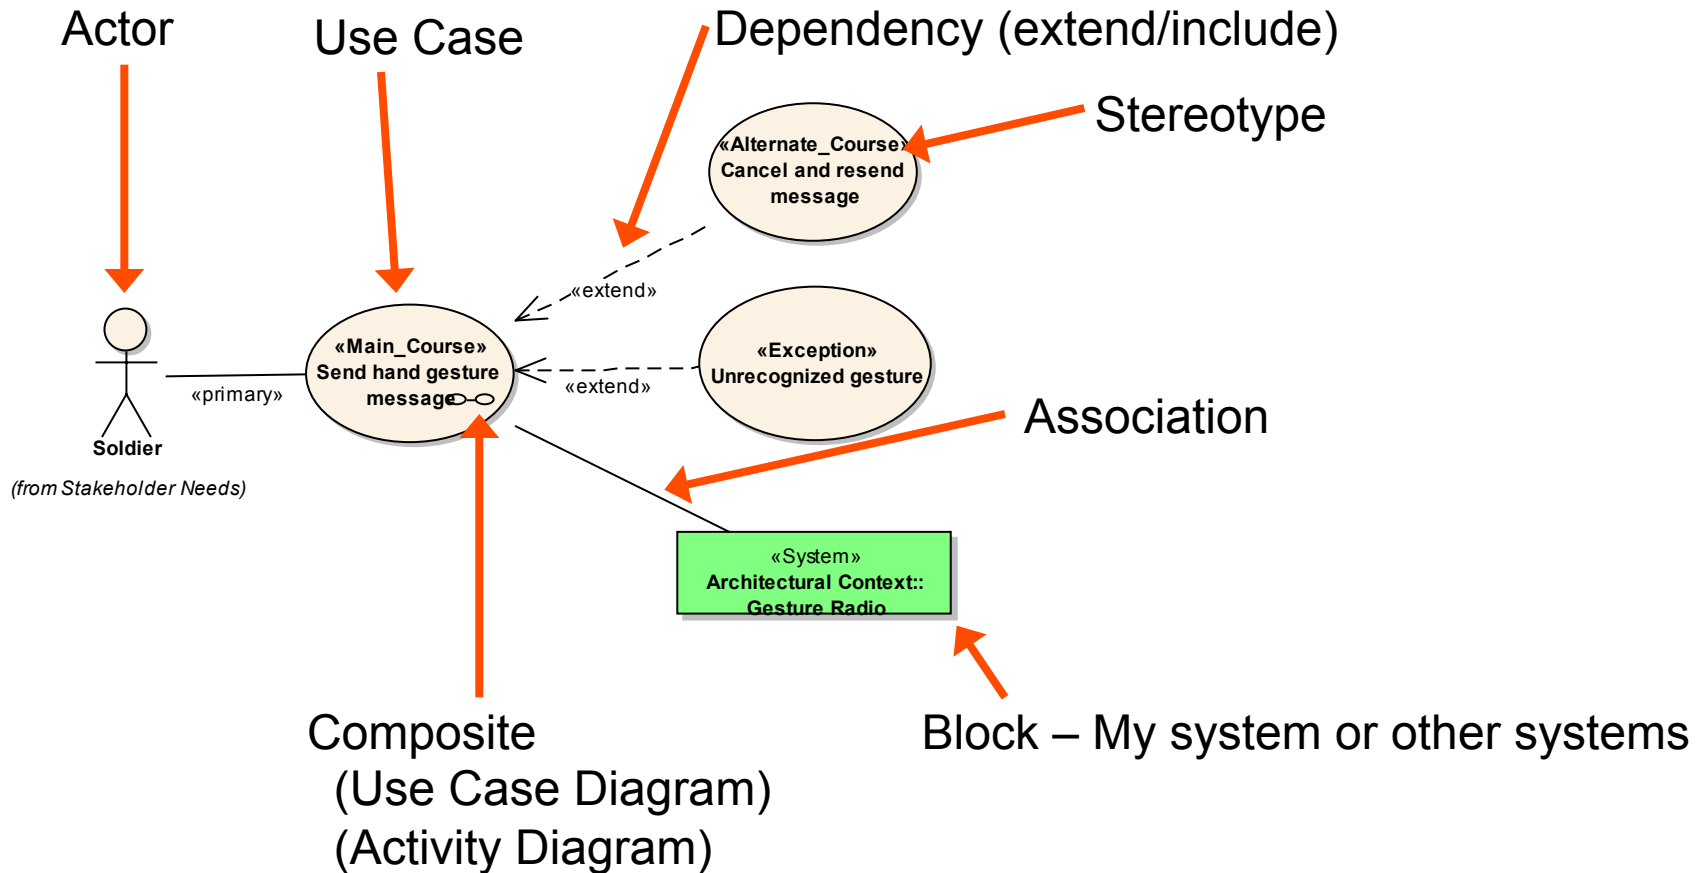 Actor
Use Case
Dependency (extend/include)
Stereotype
«Alternate_Course»
Cancel and resend
message
«extend»
«Main_Course»
Send hand gesture
message
«primary»
«extend»
«Exception»
Unrecognized gesture
Soldier
(from Stakeholder Needs)
Association
«System»
Architectural Context::
Gesture Radio
Composite
(Use Case Diagram)
(Activity Diagram)
Block – My system or other systems